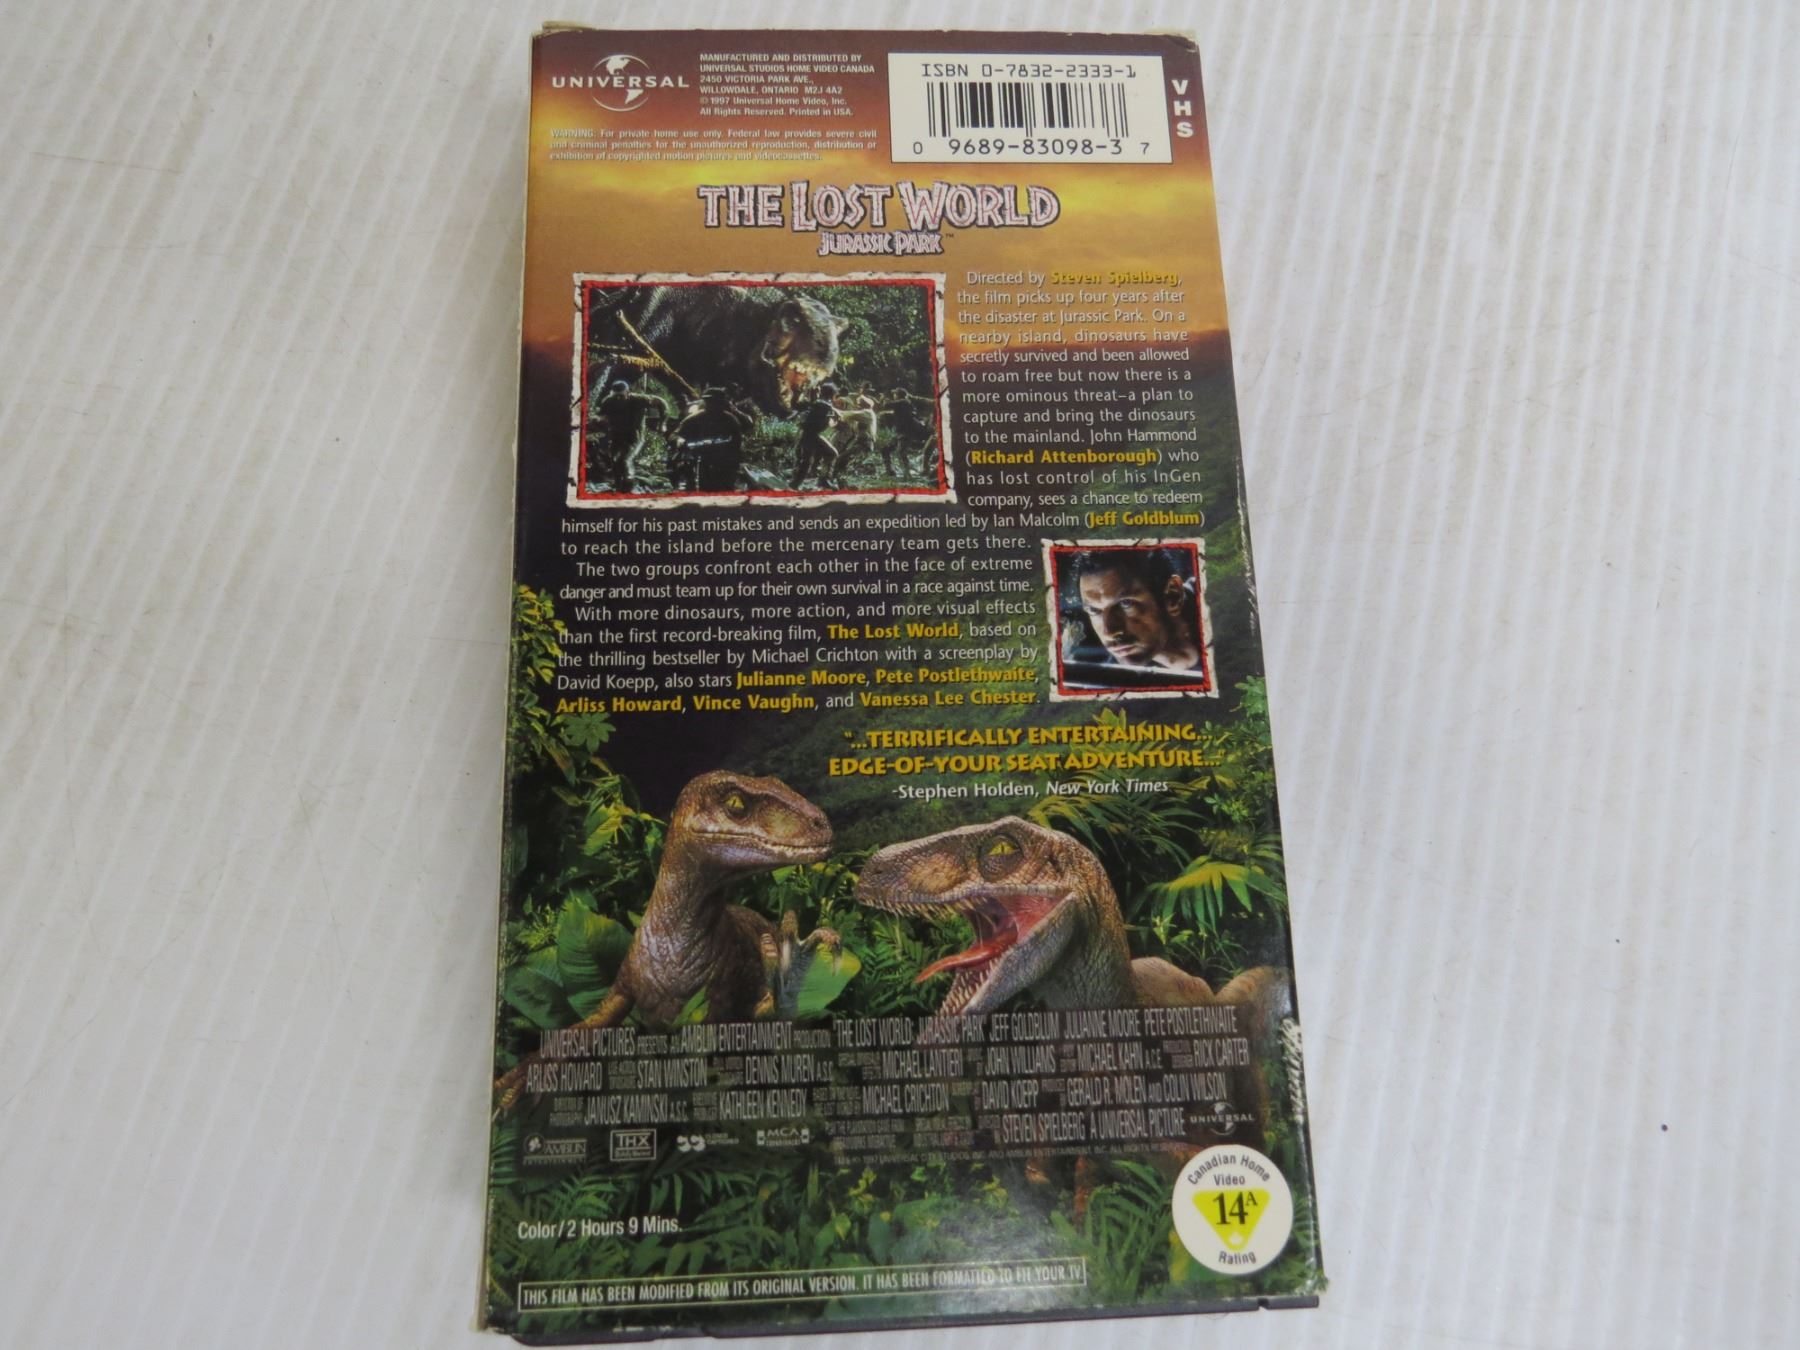 UNIVERSAL
MANUFACTURED AND DISTRIBUTED BY
UNIVERSAL STUDIOS HOME VIDEO CANADA
2450 VICTORIA PARK AVE.,
WILLOWDALE, ONTARIO M2J 4A2
© 1997 Universal Home Video, Inc.
All Rights Reserved. Printed in USA.
WARNING: For private home use only. Federal law provides severe civil
and criminal penalties for the unauthorized reproduction, distribution or
exhibition of copyrighted motion pictures and videocassettes.
ISBN 0-7832-2333-1
0 9689-83098-3 7
VHS
THE LOST WORLD
JURASSIC PARK™
Directed by Steven Spielberg,
the film picks up four years after
the disaster at Jurassic Park. On a
nearby island, dinosaurs have
secretly survived and been allowed
to roam free but now there is a
more ominous threat–a plan to
capture and bring the dinosaurs
to the mainland. John Hammond
(Richard Attenborough) who
has lost control of his InGen
company, sees a chance to redeem
himself for his past mistakes and sends an expedition led by Ian Malcolm (Jeff Goldblum)
to reach the island before the mercenary team gets there.
The two groups confront each other in the face of extreme
danger and must team up for their own survival in a race against time.
With more dinosaurs, more action, and more visual effects
than the first record-breaking film, The Lost World, based on
the thrilling bestseller by Michael Crichton with a screenplay by
David Koepp, also stars Julianne Moore, Pete Postlethwaite,
Arliss Howard, Vince Vaughn, and Vanessa Lee Chester.
"...TERRIFICALLY ENTERTAINING...
EDGE-OF-YOUR SEAT ADVENTURE..."
-Stephen Holden, New York Times
UNIVERSAL PICTURES PRESENTS AN AMBLIN ENTERTAINMENT PRODUCTION "THE LOST WORLD: JURASSIC PARK" JEFF GOLDBLUM JULIANNE MOORE PETE POSTLETHWAITE
ARLISS HOWARD STAN WINSTON DENNIS MUREN A.S.C. MICHAEL LANTIERI JOHN WILLIAMS MICHAEL KAHN A.C.E. RICK CARTER
JANUSZ KAMINSKI A.S.C. KATHLEEN KENNEDY MICHAEL CRICHTON DAVID KOEPP GERALD R. MOLEN AND COLIN WILSON
STEVEN SPIELBERG A UNIVERSAL PICTURE UNIVERSAL
AMBLIN
ENTERTAINMENT
THX
CLOSED
CAPTIONED
MCA
Canadian Home
Video
14A
Rating
Color/2 Hours 9 Mins.
THIS FILM HAS BEEN MODIFIED FROM ITS ORIGINAL VERSION. IT HAS BEEN FORMATTED TO FIT YOUR TV